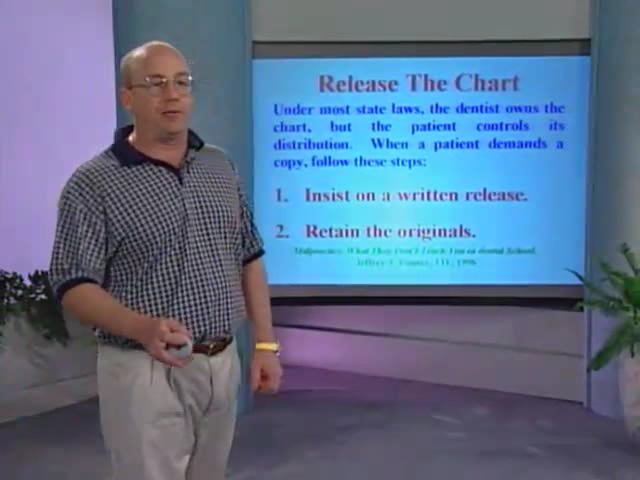 Release The Chart
Under most state laws, the dentist owns the
chart, but the patient controls its
distribution. When a patient demands a
copy, follow these steps:
1. Insist on a written release.
2. Retain the originals.
Malpractice: What They Don't Teach You in dental School,
Jeffrey J. 1996